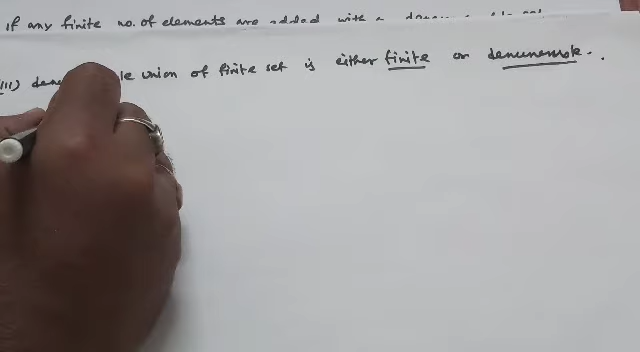 if any finite no. of elements are added with a
(iii) union of finite set is either finite or denumerable.